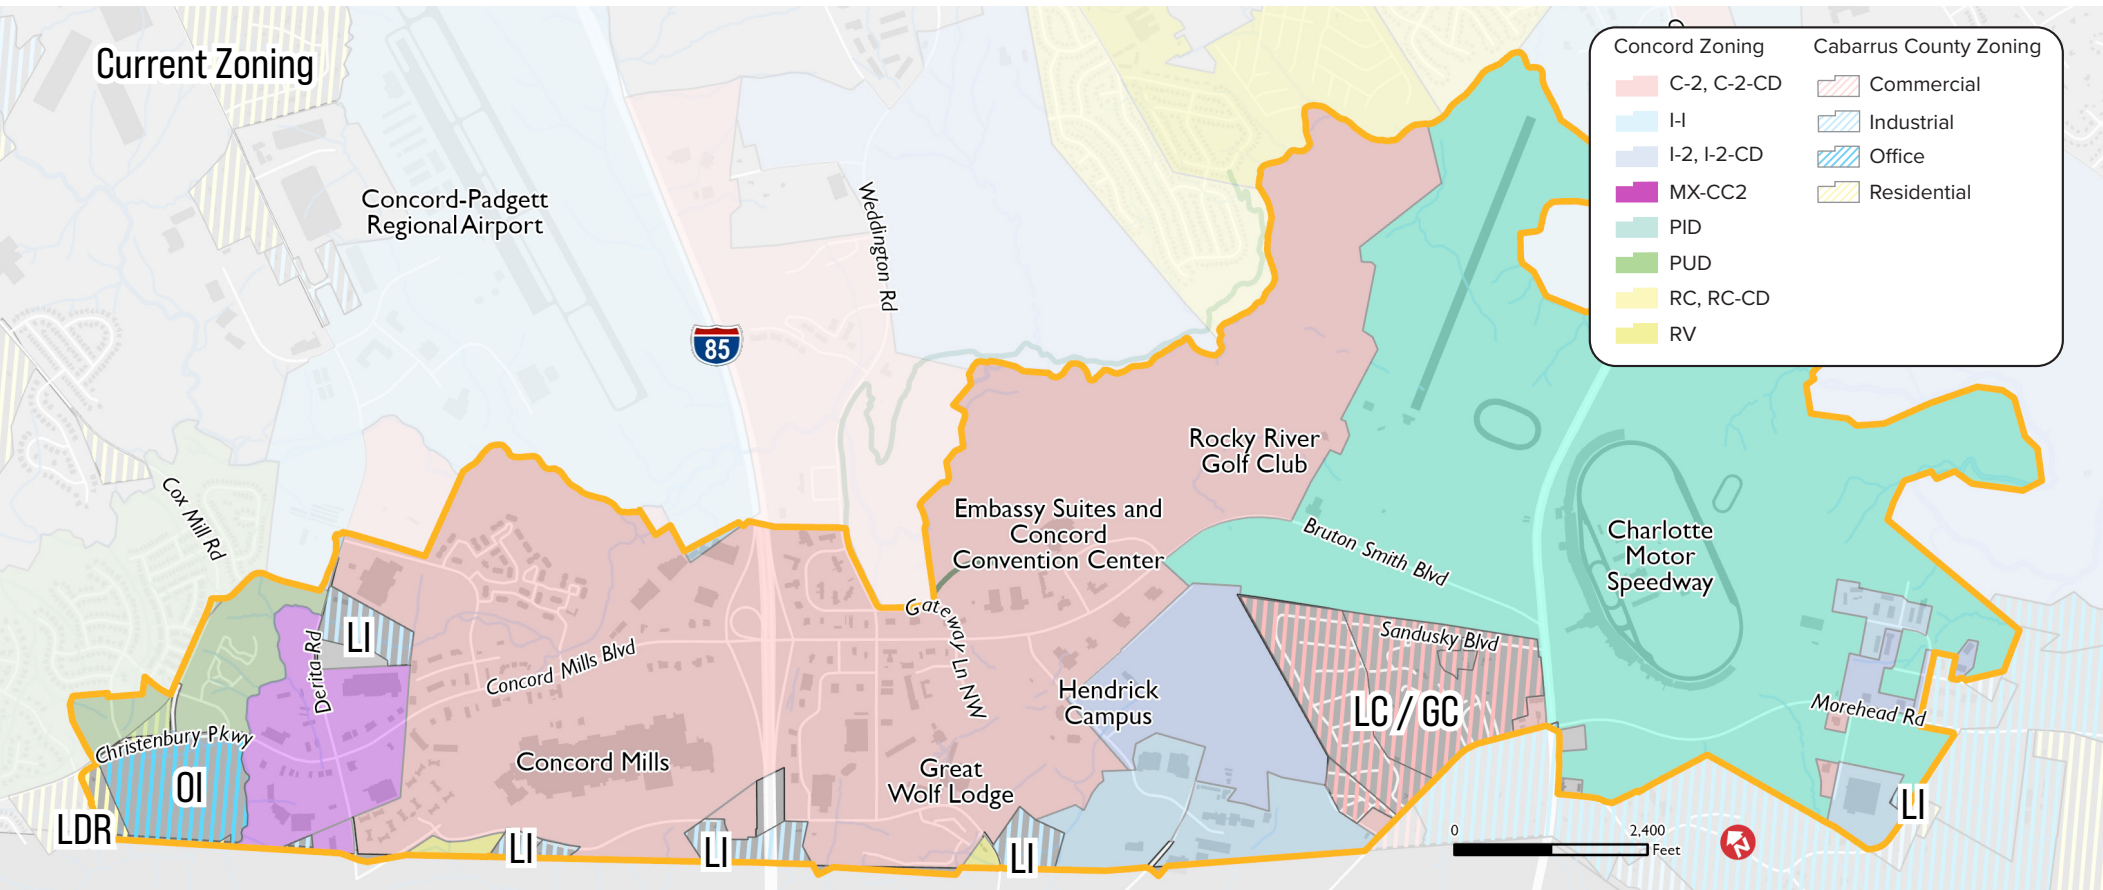 Current Zoning
Concord-Padgett
Regional Airport
Weddington Rd
85
Cox Mill Rd
Rocky River
Golf Club
Embassy Suites and
Concord
Convention Center
Bruton Smith Blvd
Charlotte
Motor
Speedway
Gateway Ln NW
LI
Derita Rd
Concord Mills Blvd
Sandusky Blvd
Hendrick
Campus
LC / GC
Morehead Rd
Christenbury Pkwy
OI
Concord Mills
Great
Wolf Lodge
LDR
LI
LI
LI
LI
0 2,400
Feet
Concord Zoning
C-2, C-2-CD
I-I
I-2, I-2-CD
MX-CC2
PID
PUD
RC, RC-CD
RV
Cabarrus County Zoning
Commercial
Industrial
Office
Residential